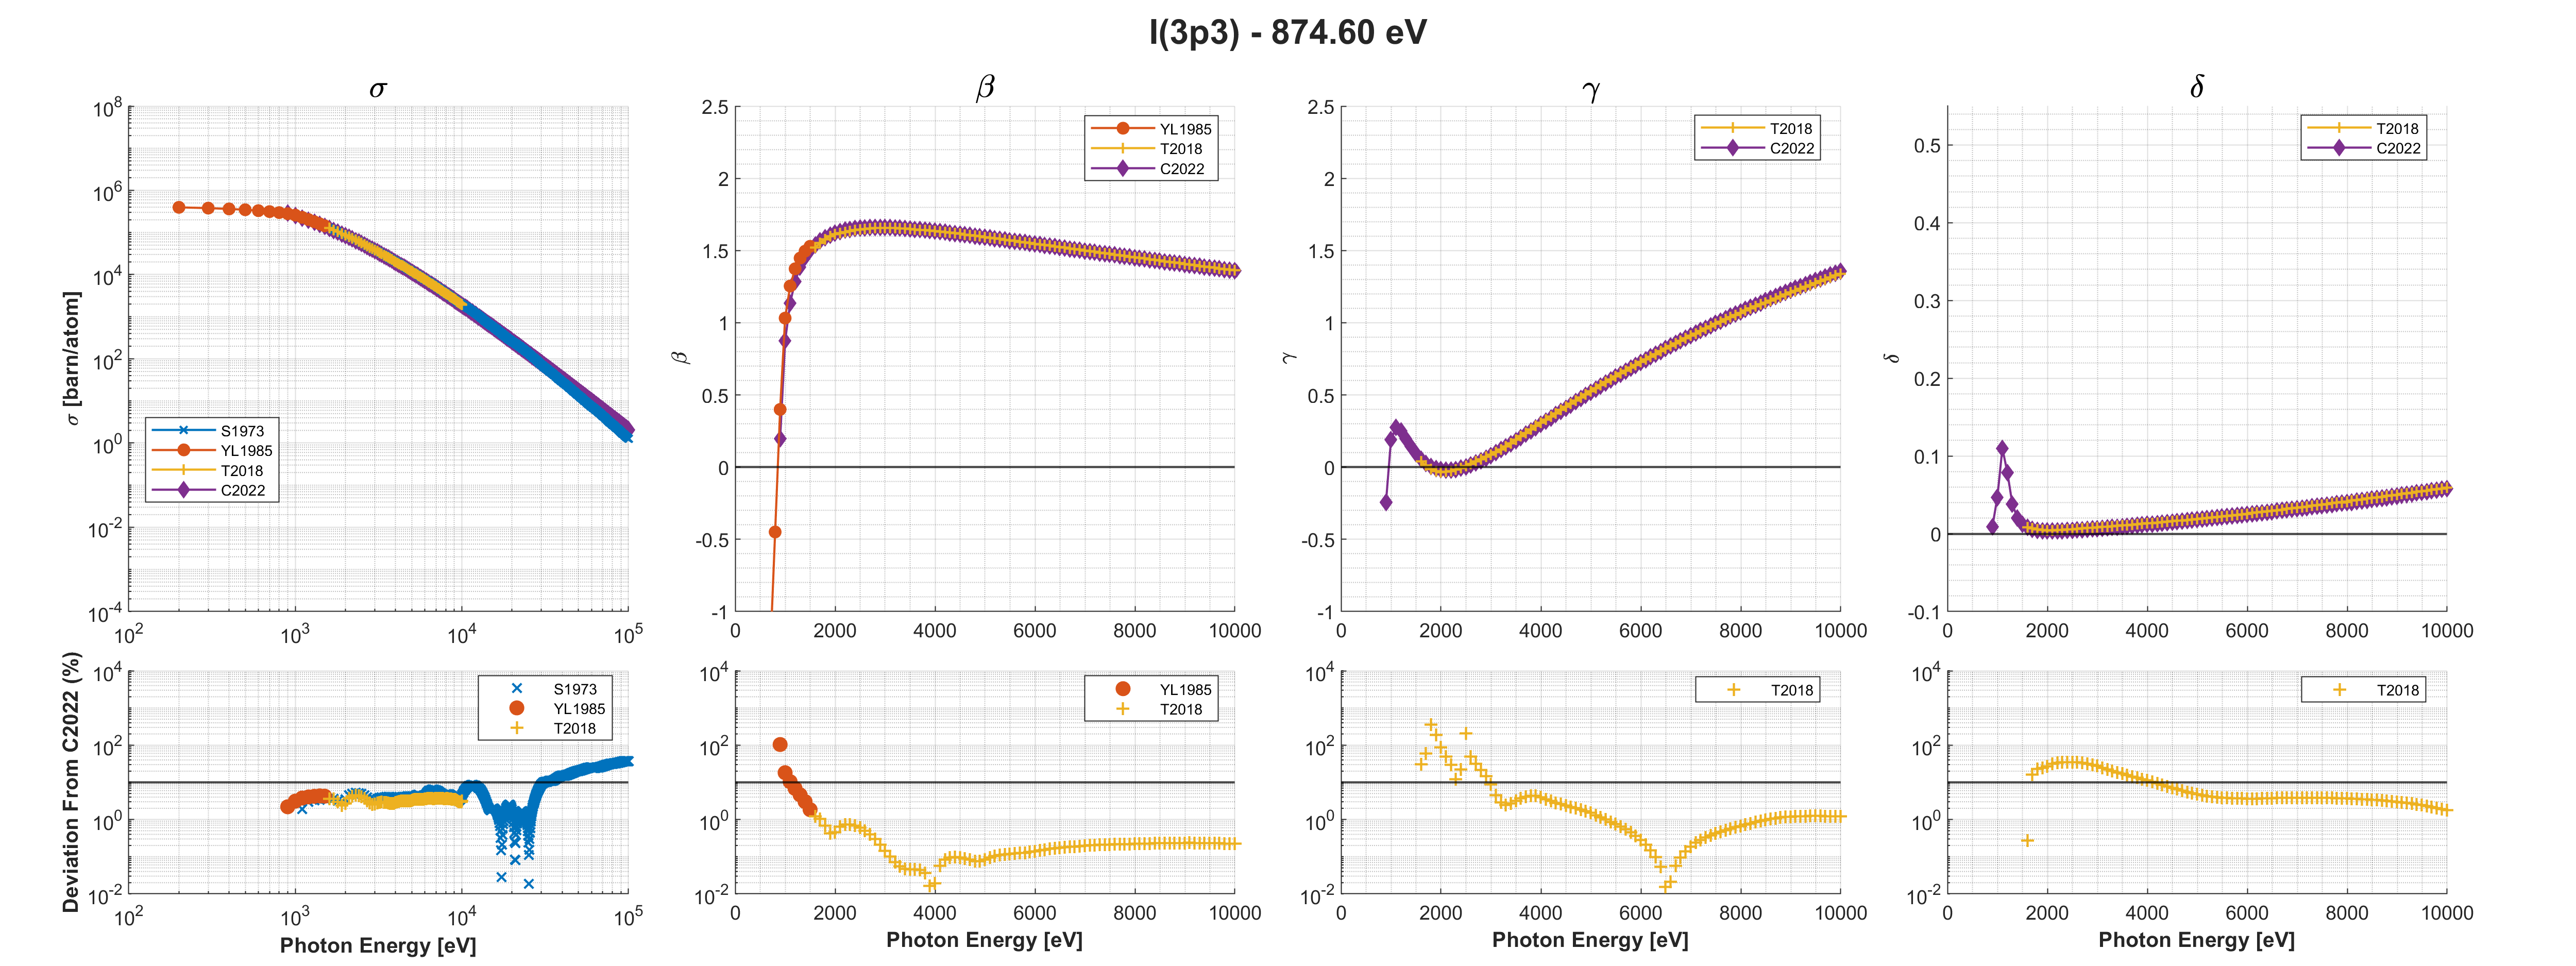 I(3p3) - 874.60 eV
σ
σ [barn/atom]
10^8
10^6
10^4
10^2
10^0
10^-2
10^-4
10^2
10^3
10^4
10^5
S1973
YL1985
T2018
C2022
β
β
2.5
2
1.5
1
0.5
0
-0.5
-1
0
2000
4000
6000
8000
10000
YL1985
T2018
C2022
γ
γ
2.5
2
1.5
1
0.5
0
-0.5
-1
0
2000
4000
6000
8000
10000
T2018
C2022
δ
δ
0.5
0.4
0.3
0.2
0.1
0
-0.1
0
2000
4000
6000
8000
10000
T2018
C2022
Deviation From C2022 (%)
10^4
10^2
10^0
10^-2
10^2
10^3
10^4
10^5
Photon Energy [eV]
S1973
YL1985
T2018
10^4
10^2
10^0
10^-2
0
2000
4000
6000
8000
10000
Photon Energy [eV]
YL1985
T2018
10^4
10^2
10^0
10^-2
0
2000
4000
6000
8000
10000
Photon Energy [eV]
T2018
10^4
10^2
10^0
10^-2
0
2000
4000
6000
8000
10000
Photon Energy [eV]
T2018